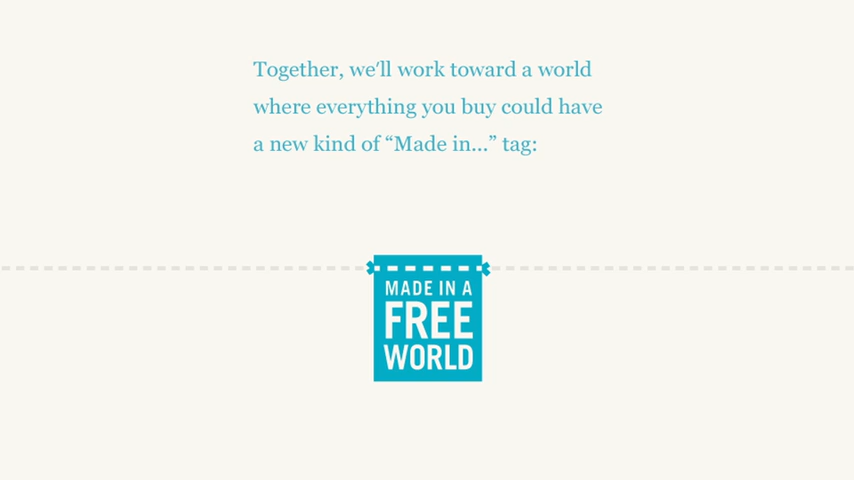 Together, we'll work toward a world
where everything you buy could have
a new kind of “Made in...” tag:
MADE IN A
FREE
WORLD